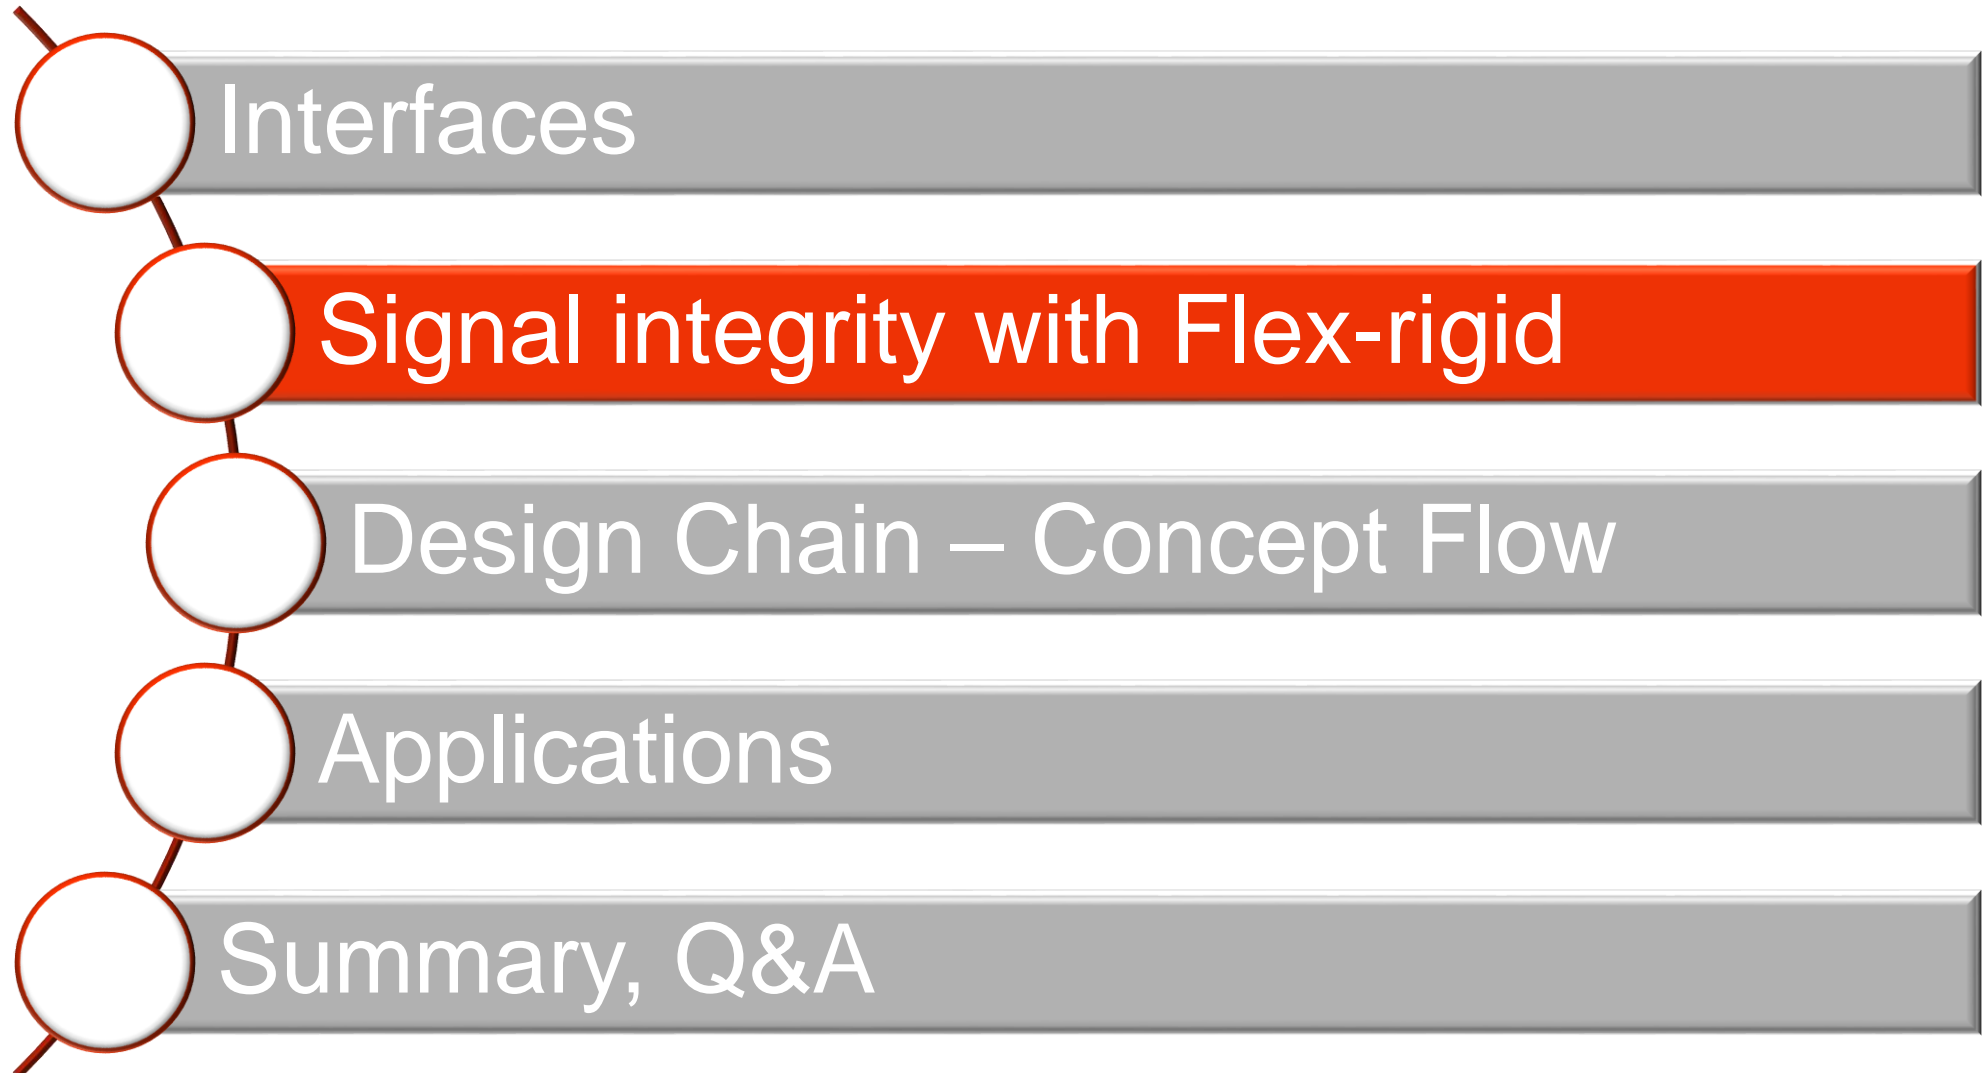 Interfaces
Signal integrity with Flex-rigid
Design Chain – Concept Flow
Applications
Summary, Q&A